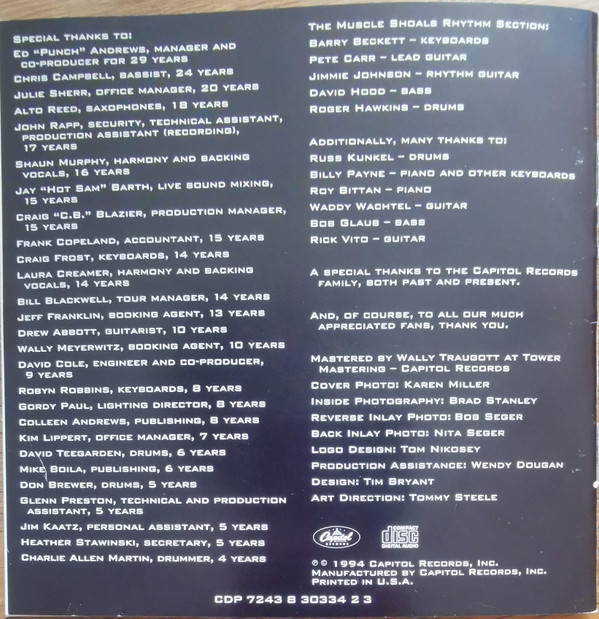 Special thanks to:
Ed "Punch" Andrews, manager and
co-producer for 29 years
Chris Campbell, bassist, 24 years
Julie Sherr, office manager, 20 years
Alto Reed, saxophones, 18 years
John Rapp, security, technical assistant,
production assistant (recording),
17 years
Shaun Murphy, harmony and backing
vocals, 16 years
Jay "Hot Sam" Barth, live sound mixing,
15 years
Craig "C.B." Blazier, production manager,
15 years
Frank Copeland, accountant, 15 years
Craig Frost, keyboards, 14 years
Laura Creamer, harmony and backing
vocals, 14 years
Bill Blackwell, tour manager, 14 years
Jeff Franklin, booking agent, 13 years
Drew Abbott, guitarist, 10 years
Wally Meyerwitz, booking agent, 10 years
David Cole, engineer and co-producer,
9 years
Robyn Robbins, keyboards, 8 years
Gordy Paul, lighting director, 8 years
Colleen Andrews, publishing, 8 years
Kim Lippert, office manager, 7 years
David Teegarden, drums, 6 years
Mike Boila, publishing, 6 years
Don Brewer, drums, 5 years
Glenn Preston, technical and production
assistant, 5 years
Jim Kaatz, personal assistant, 5 years
Heather Stawinski, secretary, 5 years
Charlie Allen Martin, drummer, 4 years
The Muscle Shoals Rhythm Section:
Barry Beckett – keyboards
Pete Carr – lead guitar
Jimmie Johnson – rhythm guitar
David Hood – bass
Roger Hawkins – drums
Additionally, many thanks to:
Russ Kunkel – drums
Billy Payne – piano and other keyboards
Roy Bittan – piano
Waddy Wachtel – guitar
Bob Glaub – bass
Rick Vito – guitar
A special thanks to the Capitol Records
family, both past and present.
And, of course, to all our much
appreciated fans, thank you.
Mastered by Wally Traugott at Tower
Mastering – Capitol Records
Cover Photo: Karen Miller
Inside Photography: Brad Stanley
Reverse Inlay Photo: Bob Seger
Back Inlay Photo: Nita Seger
Logo Design: Tom Nikosey
Production Assistance: Wendy Dougan
Design: Tim Bryant
Art Direction: Tommy Steele
Capitol
RECORDS
COMPACT
disc
DIGITAL AUDIO
℗ © 1994 Capitol Records, Inc.
Manufactured by Capitol Records, Inc.
Printed in U.S.A.
CDP 7243 8 30334 2 3